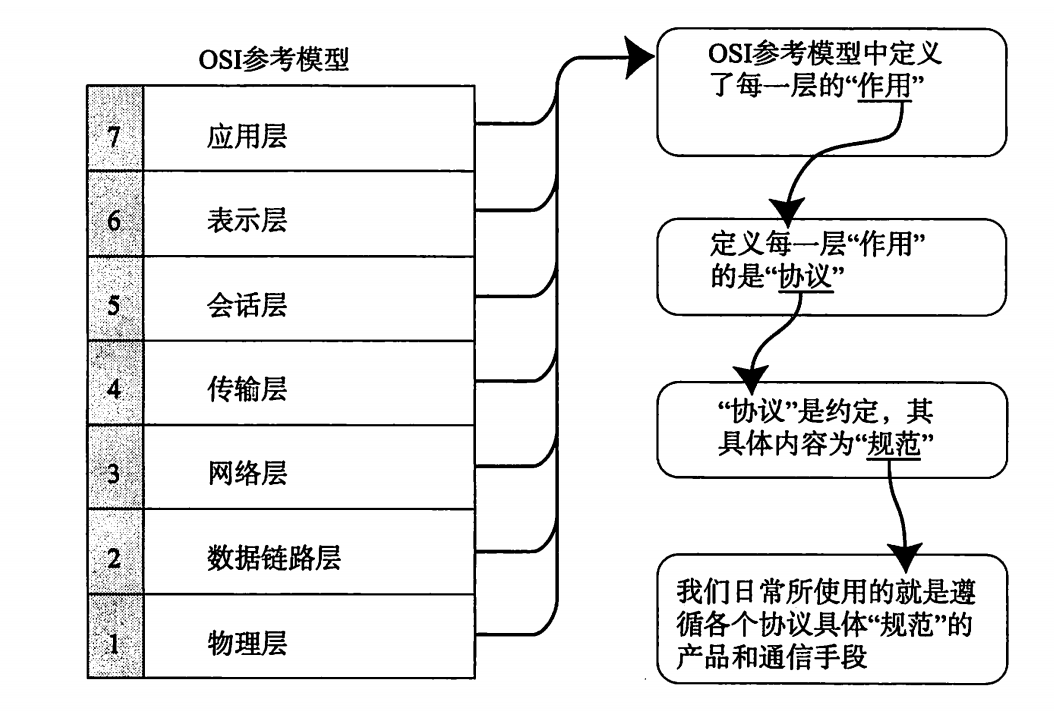 OSI参考模型
7 应用层
6 表示层
5 会话层
4 传输层
3 网络层
2 数据链路层
1 物理层
OSI参考模型中定义
了每一层的“作用”
定义每一层“作用”
的是“协议”
“协议”是约定，其
具体内容为“规范”
我们日常所使用的就是遵
循各个协议具体“规范”的
产品和通信手段